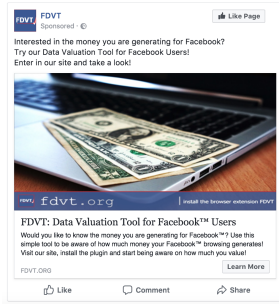 FDVT
FDVT
Sponsored ·
Like Page
Interested in the money you are generating for Facebook?
Try our Data Valuation Tool for Facebook Users!
Enter in our site and take a look!
FDVT
fdvt.org
install the browser extension FDVT
FDVT: Data Valuation Tool for Facebook™ Users
Would you like to know the money you are generating for Facebook™? Use this
simple tool to be aware of how much money your Facebook™ browsing generates!
Visit our site, install the plugin and start being aware on how much you value!
FDVT.ORG
Learn More
Like
Comment
Share